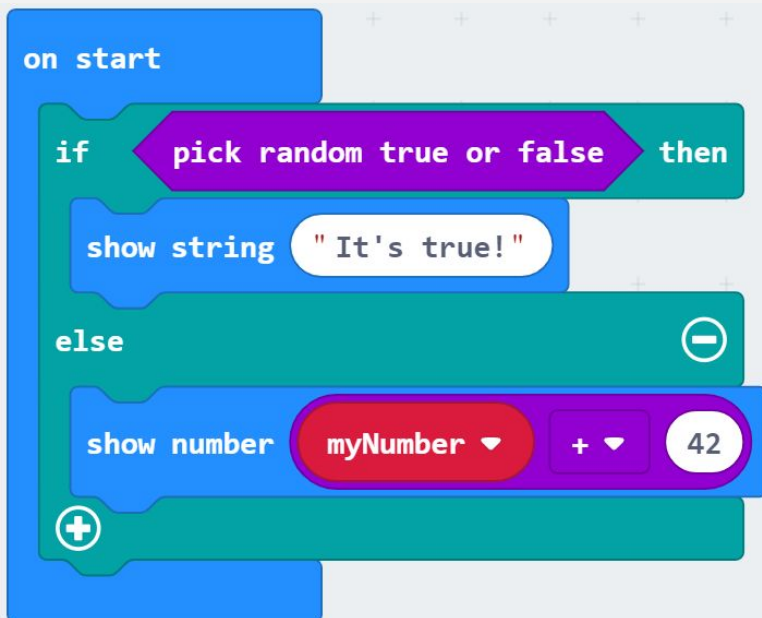 on start
if pick random true or false then
show string "It's true!"
else
show number myNumber + 42